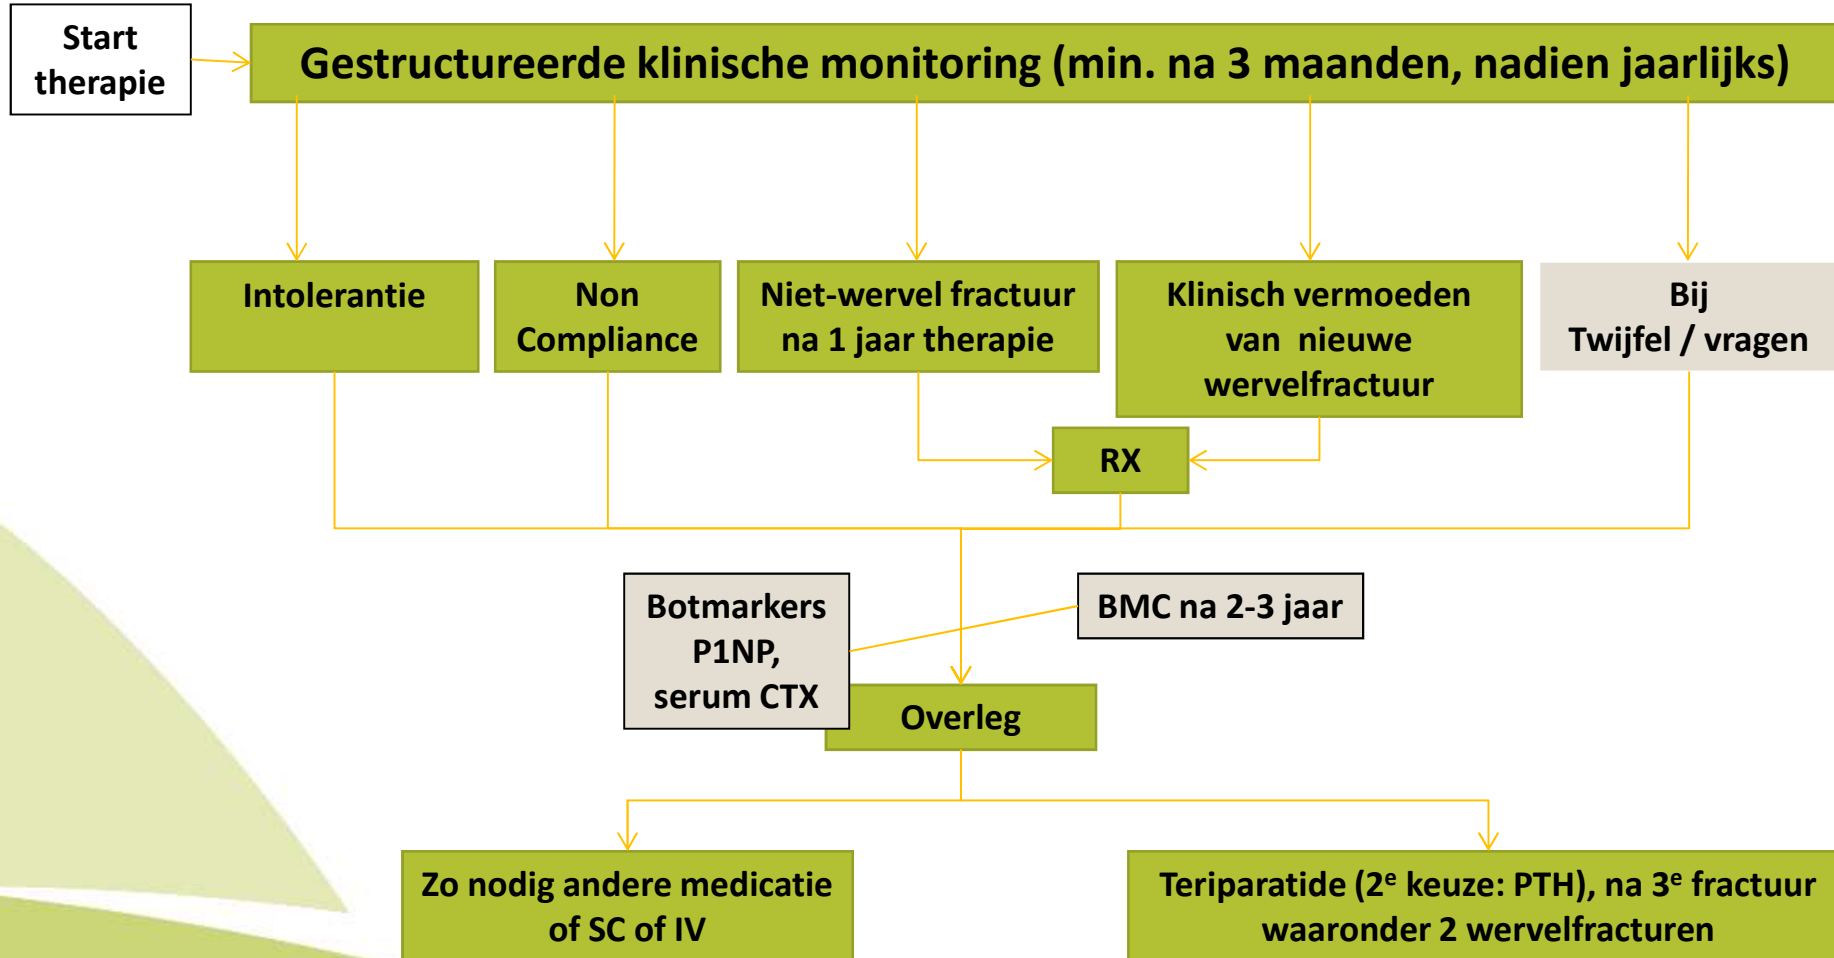 Start
therapie
Gestructureerde klinische monitoring (min. na 3 maanden, nadien jaarlijks)
Intolerantie
Non
Compliance
Niet-wervel fractuur
na 1 jaar therapie
Klinisch vermoeden
van nieuwe
wervelfractuur
Bij
Twijfel / vragen
RX
Botmarkers
P1NP,
serum CTX
BMC na 2-3 jaar
Overleg
Zo nodig andere medicatie
of SC of IV
Teriparatide (2ᵉ keuze: PTH), na 3ᵉ fractuur
waaronder 2 wervelfracturen